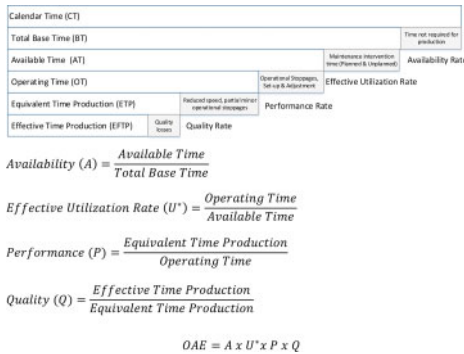 Calendar Time (CT)
Total Base Time (BT)
Time not required for
production
Available Time (AT)
Maintenance intervention
time (Planned & Unplanned)
Availability Rate
Operating Time (OT)
Operational Stoppages,
Set-up & Adjustment
Effective Utilization Rate
Equivalent Time Production (ETP)
Reduced speed, partial/minor
operational stoppages
Performance Rate
Effective Time Production (EFTP)
Quality
losses
Quality Rate
Availability (A) = Available Time / Total Base Time
Effective Utilization Rate (U*) = Operating Time / Available Time
Performance (P) = Equivalent Time Production / Operating Time
Quality (Q) = Effective Time Production / Equivalent Time Production
OAE = A x U* x P x Q